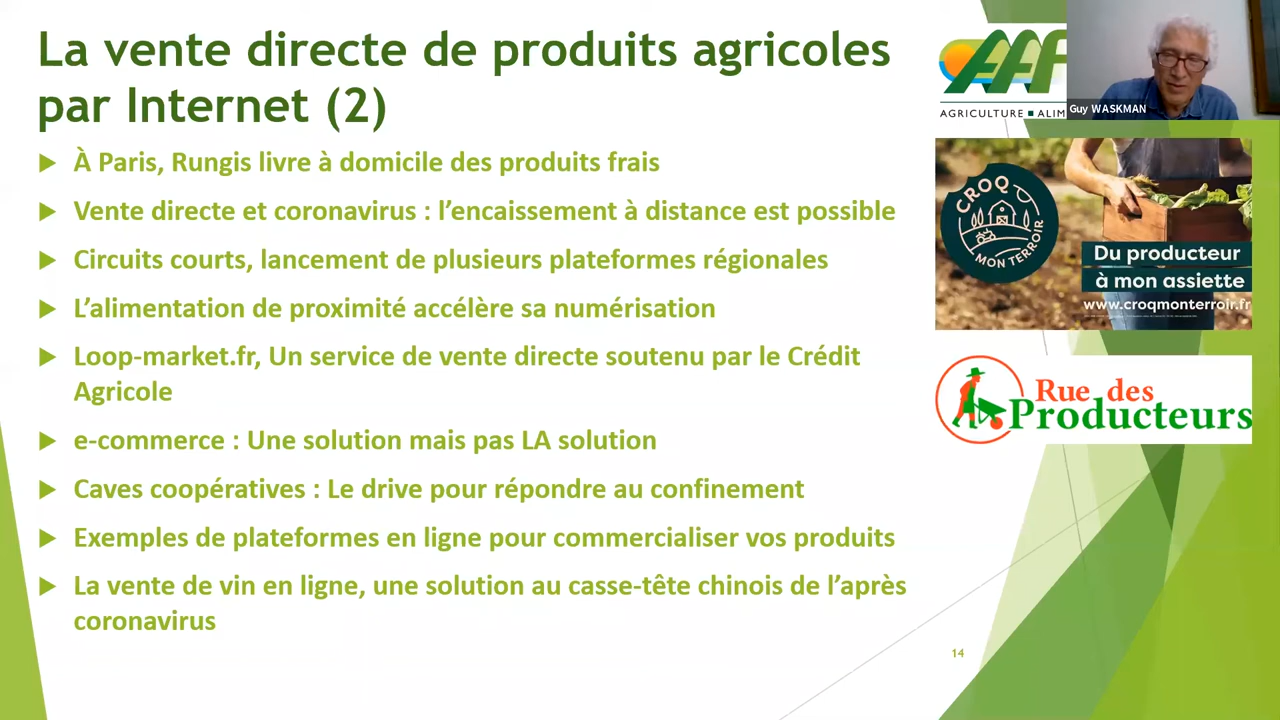 La vente directe de produits agricoles
par Internet (2)
À Paris, Rungis livre à domicile des produits frais
Vente directe et coronavirus : l’encaissement à distance est possible
Circuits courts, lancement de plusieurs plateformes régionales
L’alimentation de proximité accélère sa numérisation
Loop-market.fr, Un service de vente directe soutenu par le Crédit
Agricole
e-commerce : Une solution mais pas LA solution
Caves coopératives : Le drive pour répondre au confinement
Exemples de plateformes en ligne pour commercialiser vos produits
La vente de vin en ligne, une solution au casse-tête chinois de l’après
coronavirus
AAF
AGRICULTURE ■ ALIM
Guy WASKMAN
CROQ
MON TERROIR
Du producteur
à mon assiette
www.croqmonterroir.fr
Rue des
Producteurs
14